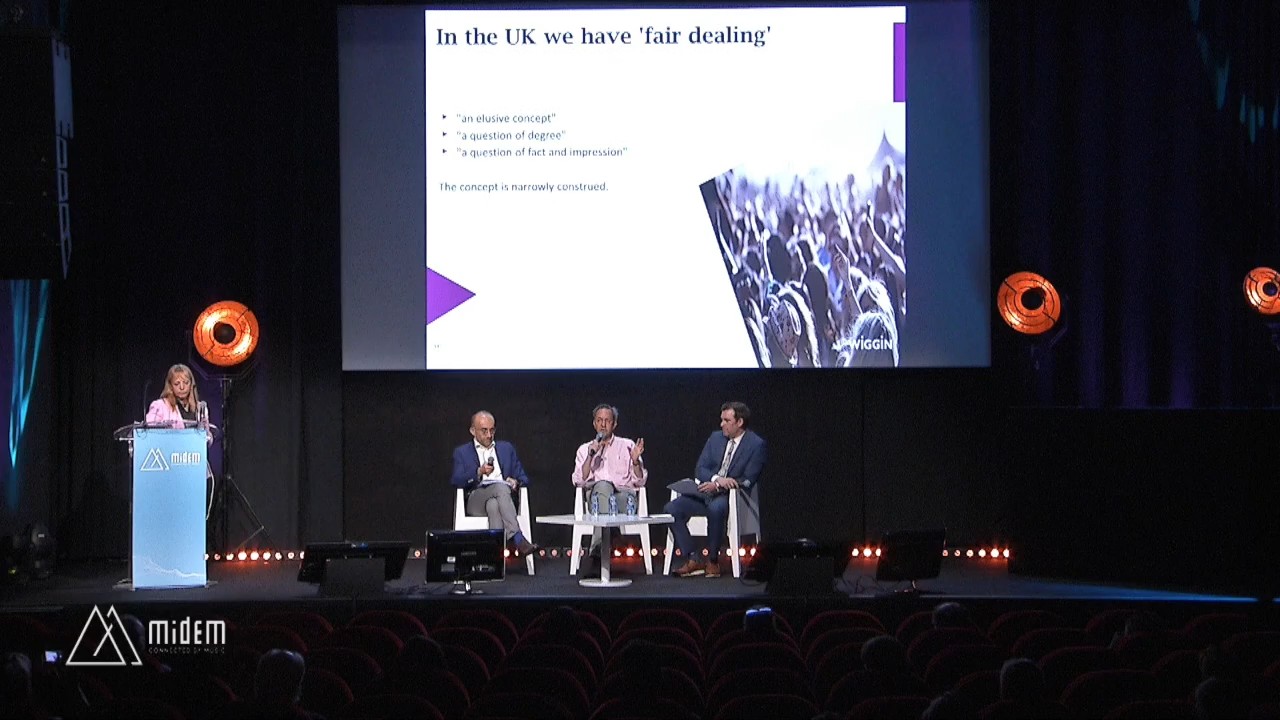 In the UK we have 'fair dealing'
"an elusive concept"
"a question of degree"
"a question of fact and impression"
The concept is narrowly construed.
WIGGIN
MIDEM
MIDEM
CONNECTED BY MUSIC